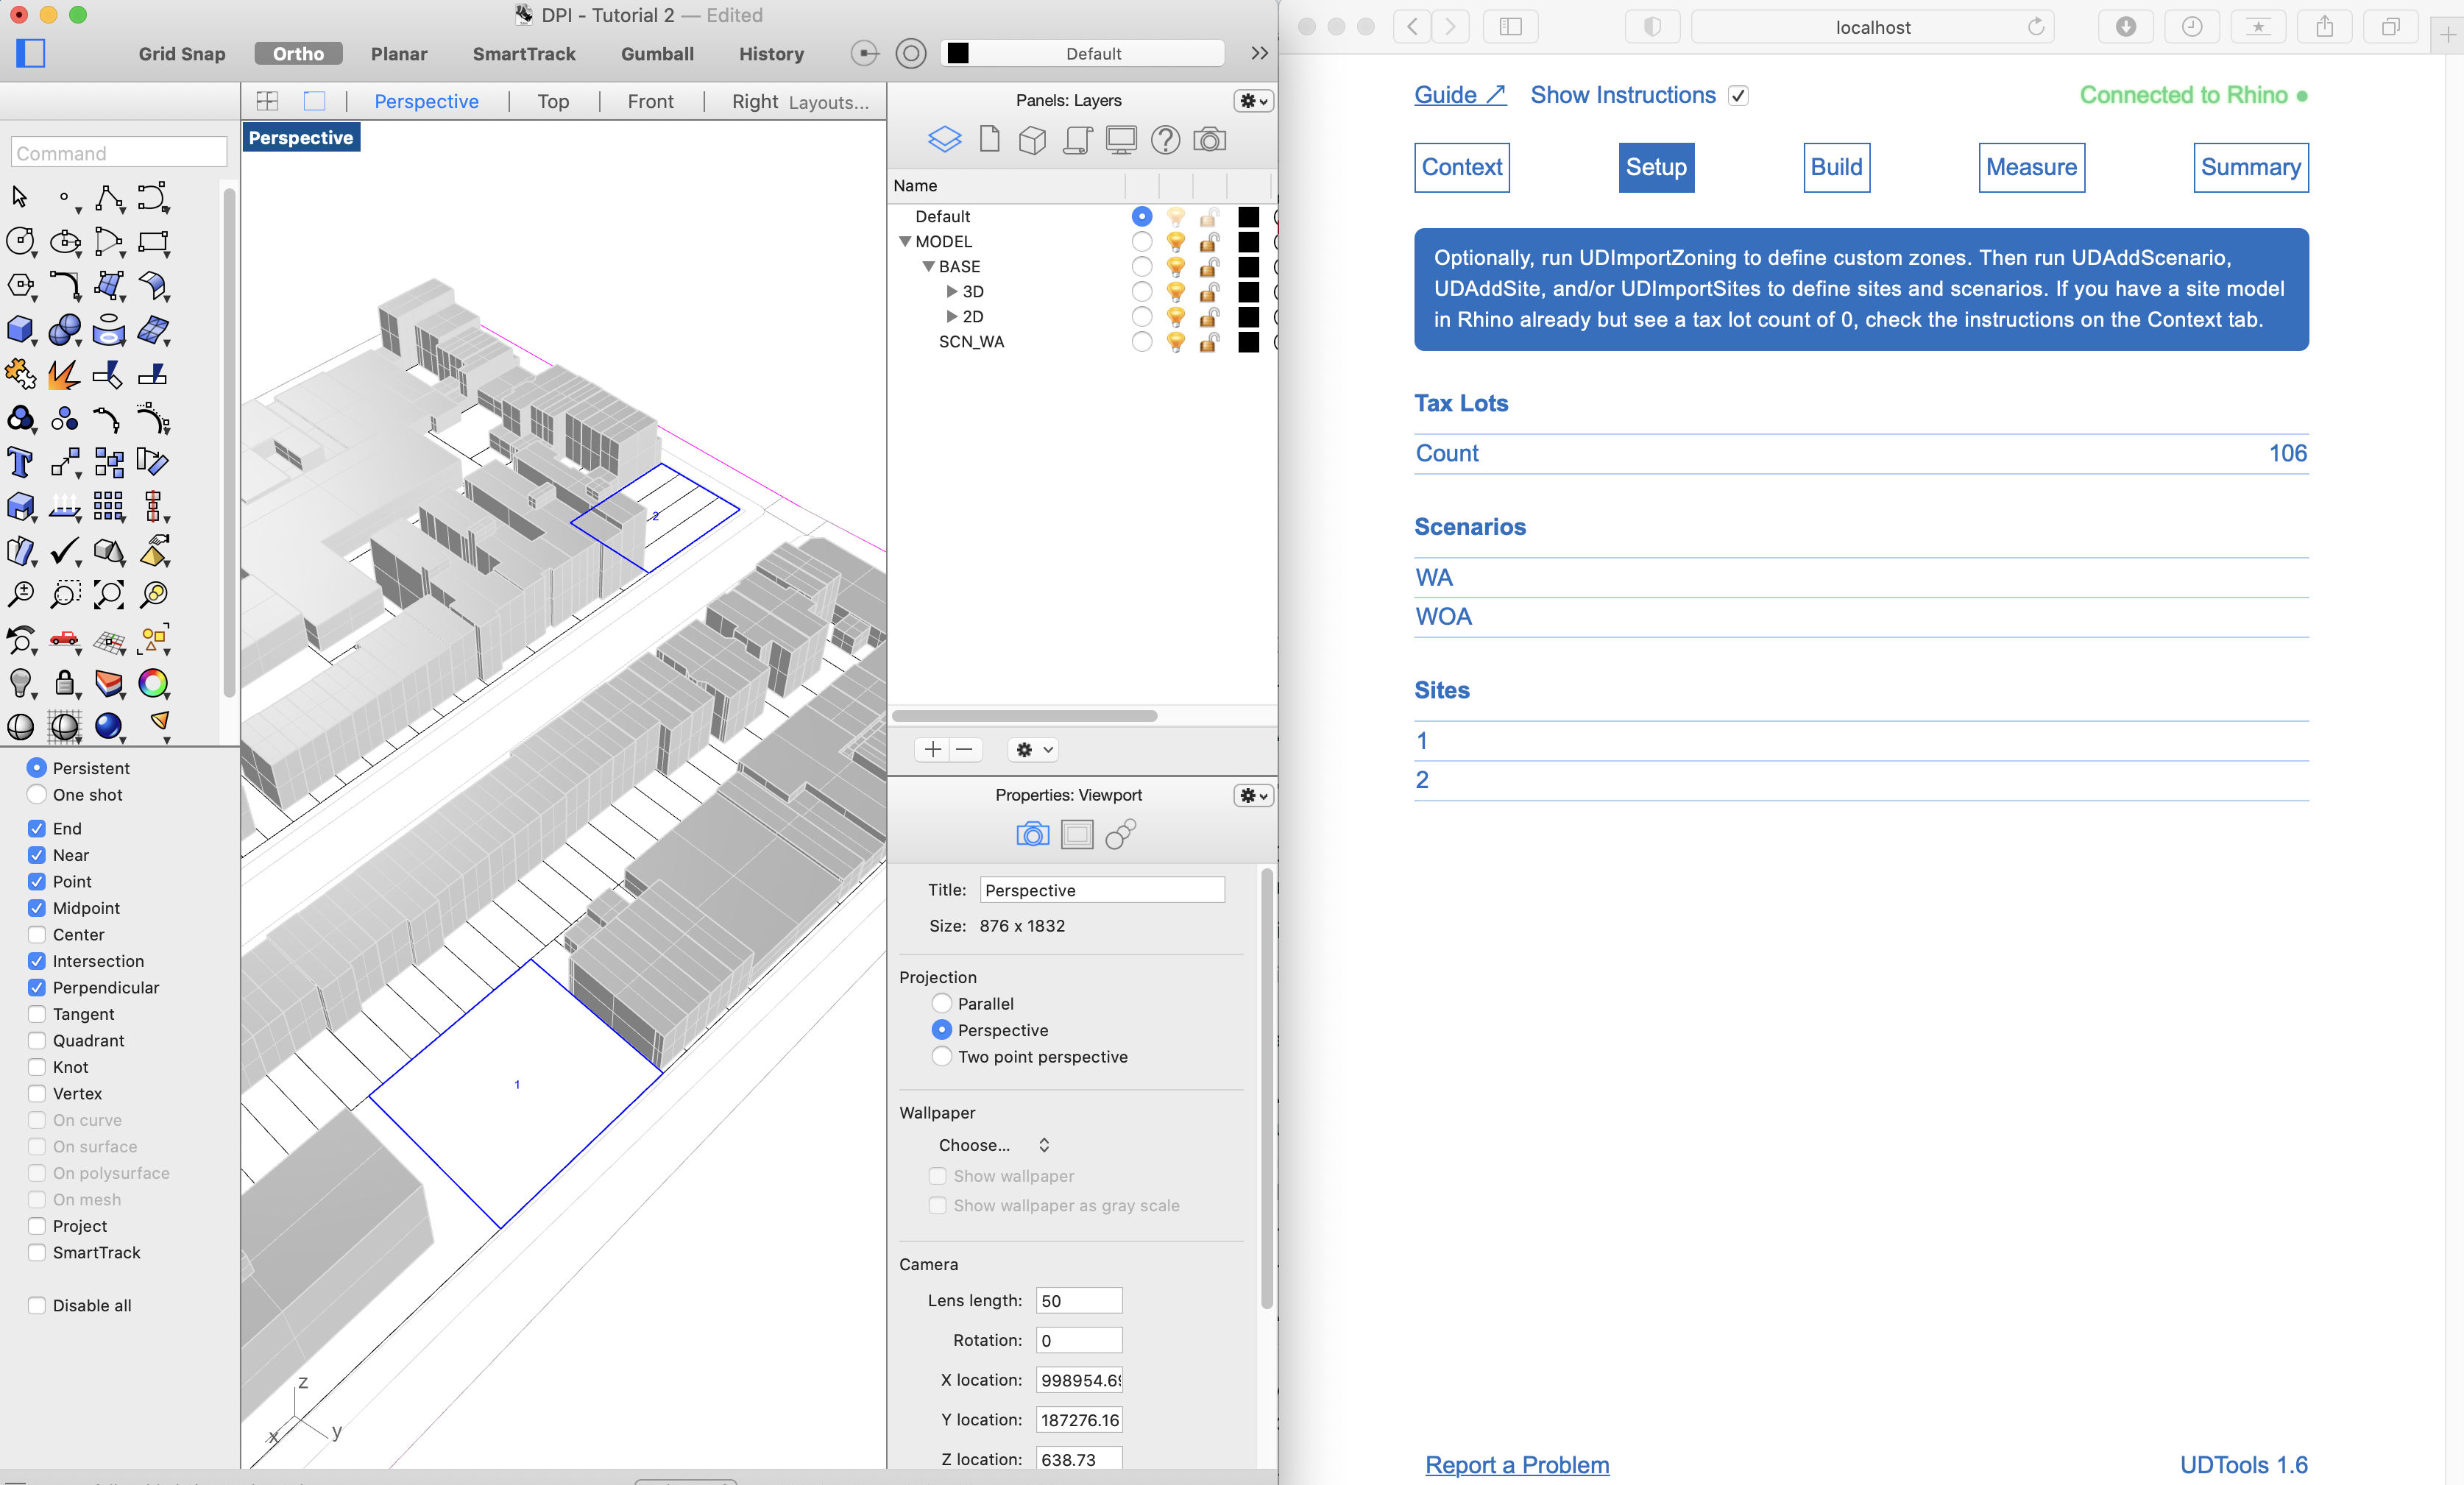 DPI - Tutorial 2 — Edited
Grid Snap
Ortho
Planar
SmartTrack
Gumball
History
Default
Perspective
Top
Front
Right
Layouts...
Perspective
Command
2
1
z
x
y
Persistent
One shot
End
Near
Point
Midpoint
Center
Intersection
Perpendicular
Tangent
Quadrant
Knot
Vertex
On curve
On surface
On polysurface
On mesh
Project
SmartTrack
Disable all
Panels: Layers
Name
Default
MODEL
BASE
3D
2D
SCN_WA
Properties: Viewport
Title: Perspective
Size: 876 x 1832
Projection
Parallel
Perspective
Two point perspective
Wallpaper
Choose...
Show wallpaper
Show wallpaper as gray scale
Camera
Lens length: 50
Rotation: 0
X location: 998954.69
Y location: 187276.16
Z location: 638.73
localhost
Guide ↗ Show Instructions
Connected to Rhino
Context
Setup
Build
Measure
Summary
Optionally, run UDImportZoning to define custom zones. Then run UDAddScenario,
UDAddSite, and/or UDImportSites to define sites and scenarios. If you have a site model
in Rhino already but see a tax lot count of 0, check the instructions on the Context tab.
Tax Lots
Count 106
Scenarios
WA
WOA
Sites
1
2
Report a Problem
UDTools 1.6